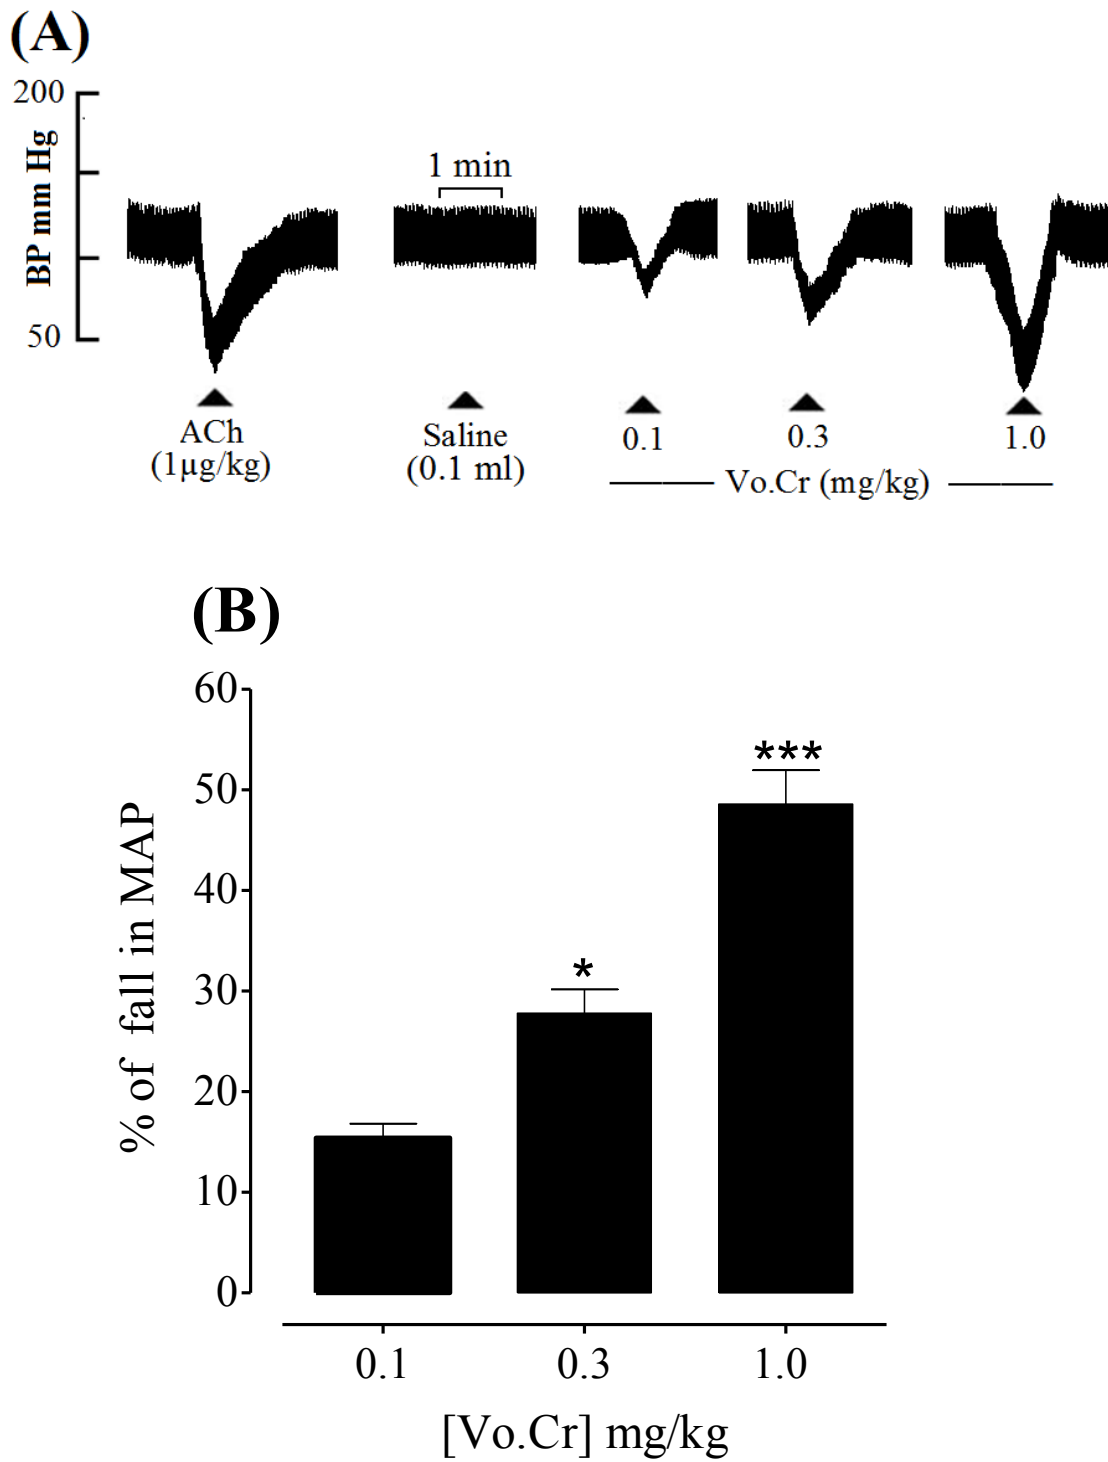 (A)
200
BP mm Hg
50
1 min
ACh
(1µg/kg)
Saline
(0.1 ml)
0.1
0.3
1.0
Vo.Cr (mg/kg)
(B)
60
50
40
30
20
10
0
% of fall in MAP
*
***
0.1
0.3
1.0
[Vo.Cr] mg/kg